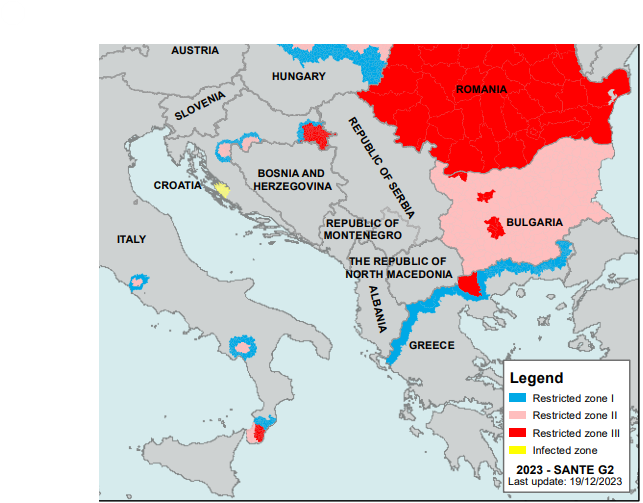 AUSTRIA
HUNGARY
ROMANIA
SLOVENIA
REPUBLIC OF SERBIA
BOSNIA AND
HERZEGOVINA
CROATIA
REPUBLIC OF
MONTENEGRO
BULGARIA
ITALY
THE REPUBLIC OF
NORTH MACEDONIA
ALBANIA
GREECE
Legend
Restricted zone I
Restricted zone II
Restricted zone III
Infected zone
2023 - SANTE G2
Last update: 19/12/2023